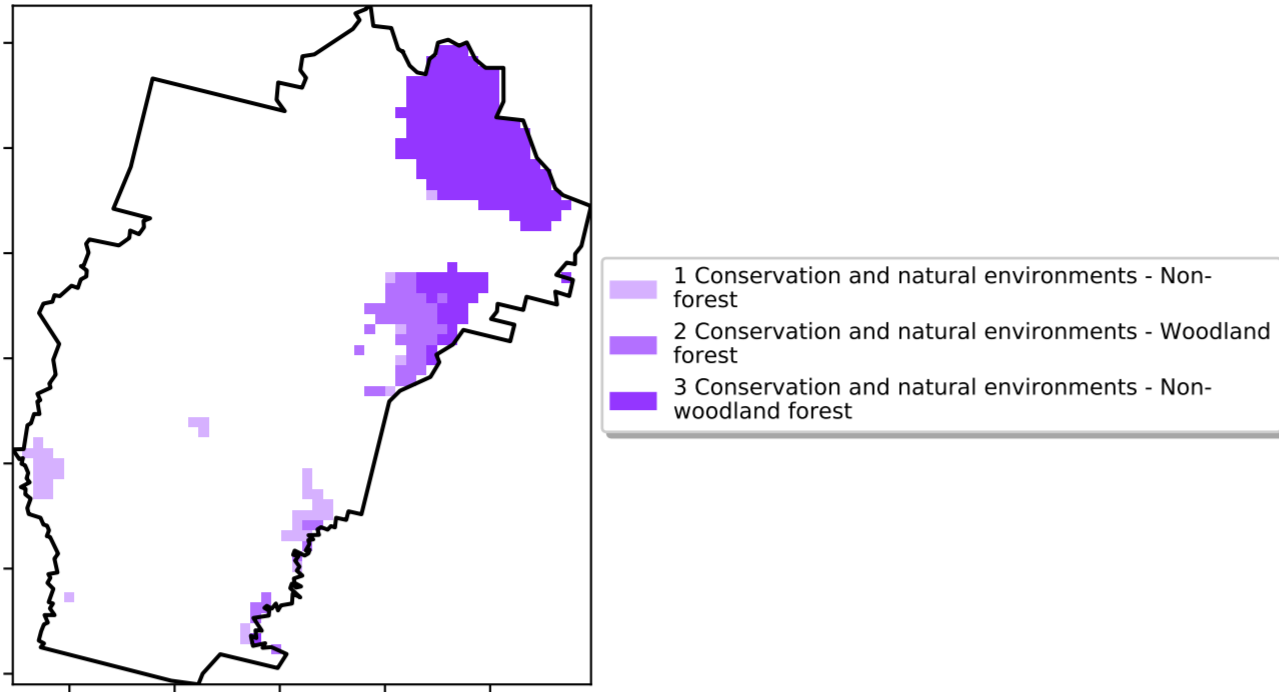 1 Conservation and natural environments - Non-
forest
2 Conservation and natural environments - Woodland
forest
3 Conservation and natural environments - Non-
woodland forest